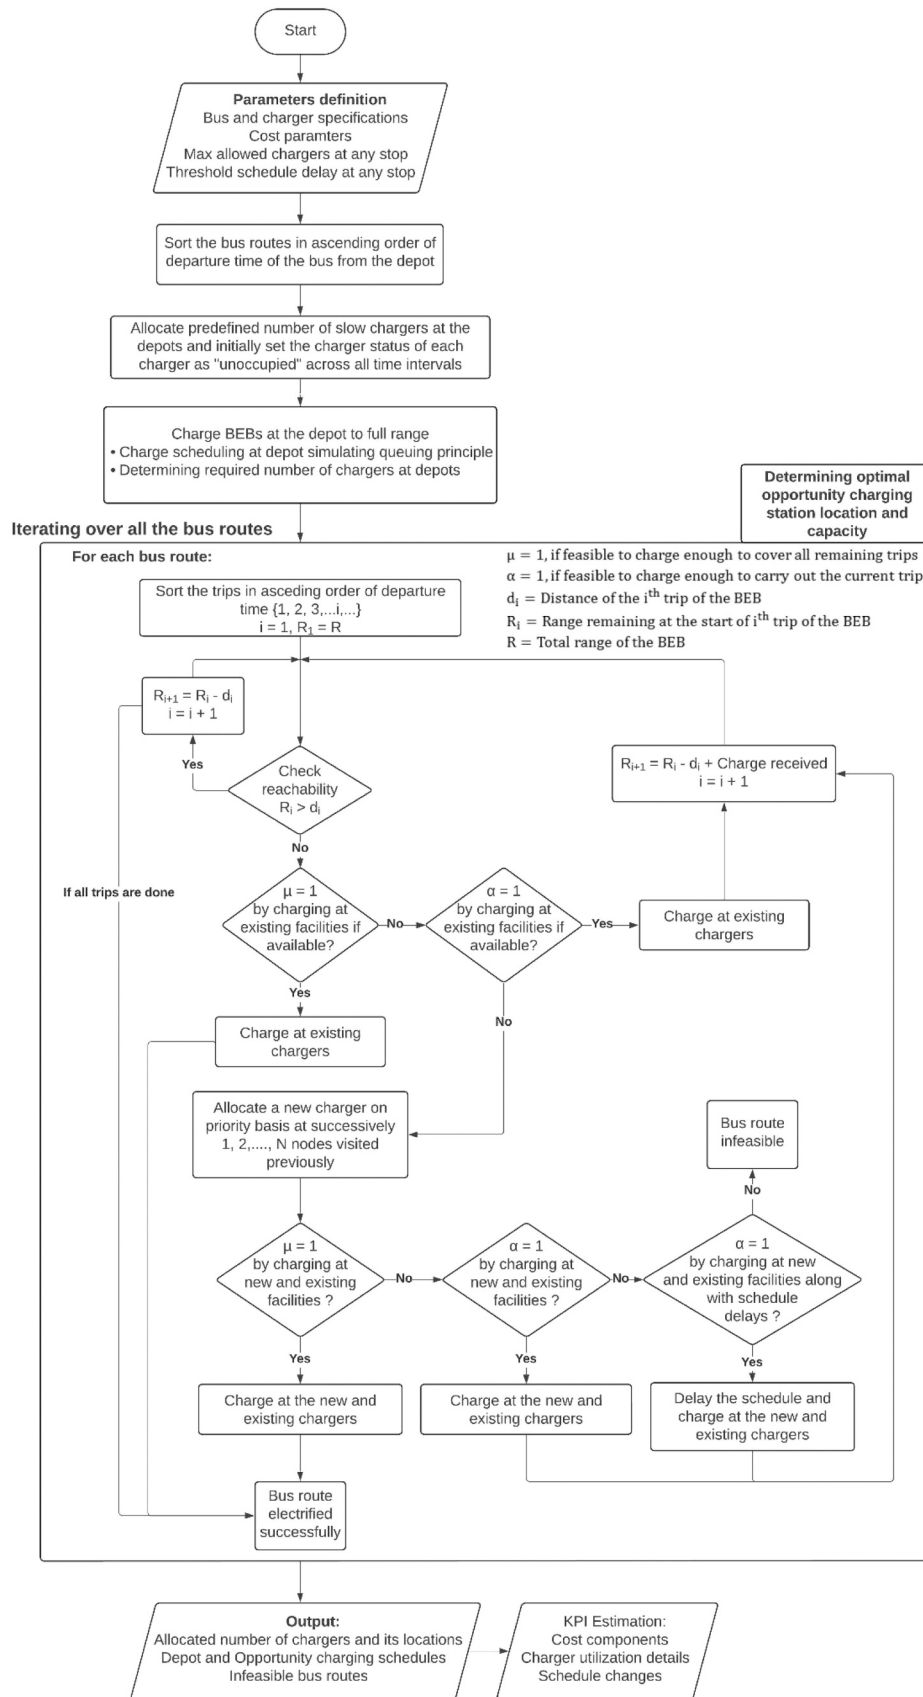 Start
Parameters definition
Bus and charger specifications
Cost paramters
Max allowed chargers at any stop
Threshold schedule delay at any stop
Sort the bus routes in ascending order of
departure time of the bus from the depot
Allocate predefined number of slow chargers at the
depots and initially set the charger status of each
charger as "unoccupied" across all time intervals
Charge BEBs at the depot to full range
• Charge scheduling at depot simulating queuing principle
• Determining required number of chargers at depots
Determining optimal
opportunity charging
station location and
capacity
Iterating over all the bus routes
For each bus route:
μ = 1, if feasible to charge enough to cover all remaining trips
α = 1, if feasible to charge enough to carry out the current trip
dᵢ = Distance of the iᵗʰ trip of the BEB
Rᵢ = Range remaining at the start of iᵗʰ trip of the BEB
R = Total range of the BEB
Sort the trips in asceding order of departure
time {1, 2, 3,...i,...}
i = 1, R₁ = R
Rᵢ₊₁ = Rᵢ - dᵢ
i = i + 1
Yes
Check
reachability
Rᵢ > dᵢ
Rᵢ₊₁ = Rᵢ - dᵢ + Charge received
i = i + 1
No
If all trips are done
μ = 1
by charging at
existing facilities if
available?
No
α = 1
by charging at
existing facilities if
available?
Yes
Charge at existing
chargers
Yes
No
Charge at existing
chargers
Allocate a new charger on
priority basis at successively
1, 2,...., N nodes visited
previously
Bus route
infeasible
No
μ = 1
by charging at
new and existing
facilities ?
No
α = 1
by charging at
new and existing
facilities ?
No
α = 1
by charging at new
and existing facilities along
with schedule
delays ?
Yes
Yes
Yes
Charge at the new and
existing chargers
Charge at the new and
existing chargers
Delay the schedule and
charge at the new and
existing chargers
Bus route
electrified
successfully
Output:
Allocated number of chargers and its locations
Depot and Opportunity charging schedules
Infeasible bus routes
KPI Estimation:
Cost components
Charger utilization details
Schedule changes